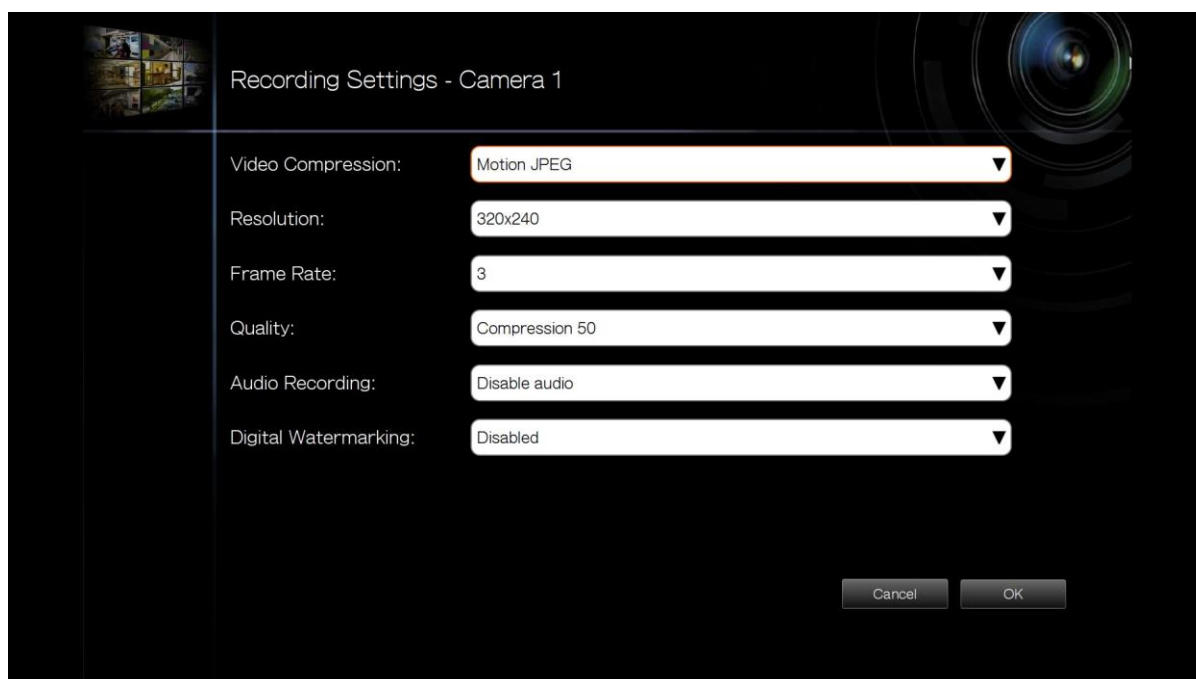 Recording Settings - Camera 1
Video Compression: Motion JPEG
Resolution: 320x240
Frame Rate: 3
Quality: Compression 50
Audio Recording: Disable audio
Digital Watermarking: Disabled
Cancel OK